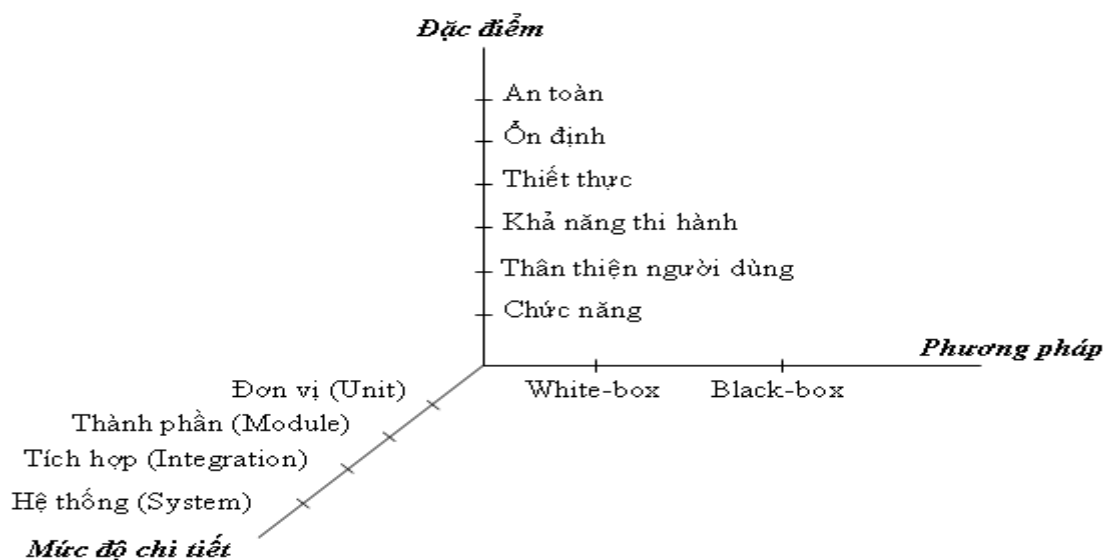 Đặc điểm
An toàn
Ổn định
Thiết thực
Khả năng thi hành
Thân thiện người dùng
Chức năng
Phương pháp
White-box Black-box
Đơn vị (Unit)
Thành phần (Module)
Tích hợp (Integration)
Hệ thống (System)
Mức độ chi tiết